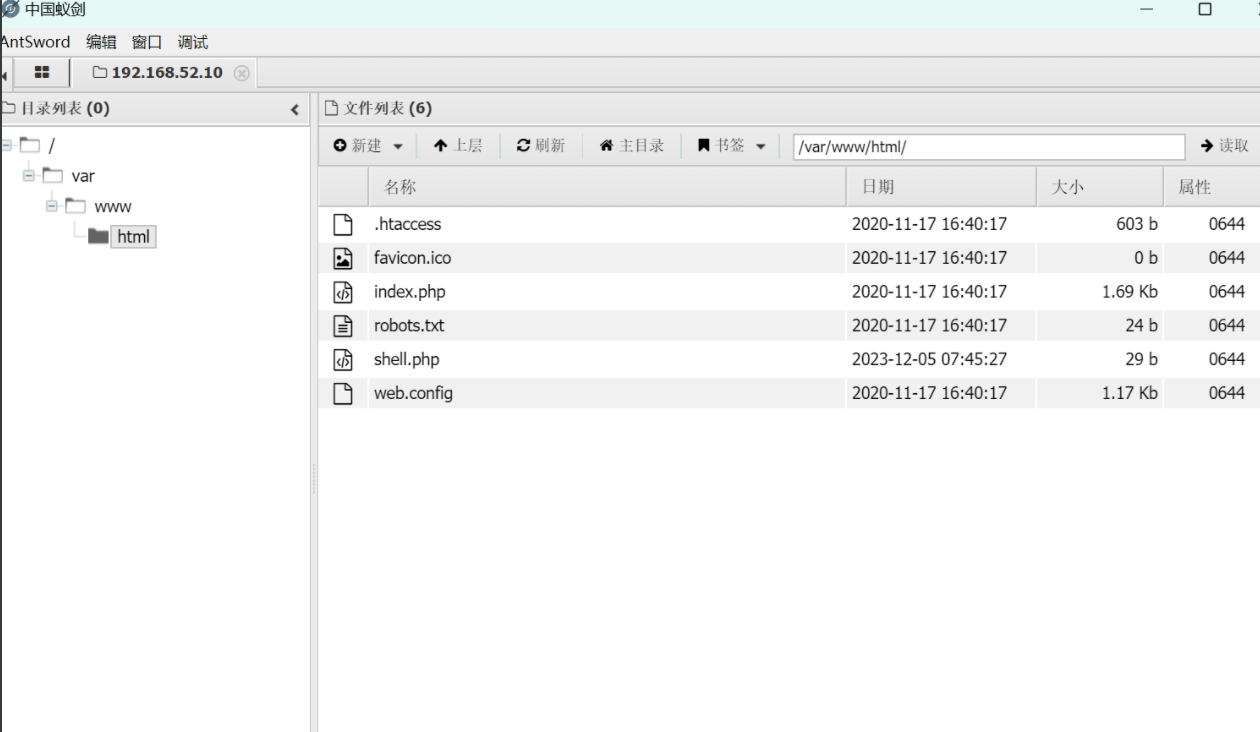 中国蚁剑
AntSword 编辑 窗口 调试
192.168.52.10
目录列表 (0)
文件列表 (6)
新建 上层 刷新 主目录 书签 /var/www/html/ 读取
/
var
www
html
名称 日期 大小 属性
.htaccess 2020-11-17 16:40:17 603 b 0644
favicon.ico 2020-11-17 16:40:17 0 b 0644
index.php 2020-11-17 16:40:17 1.69 Kb 0644
robots.txt 2020-11-17 16:40:17 24 b 0644
shell.php 2023-12-05 07:45:27 29 b 0644
web.config 2020-11-17 16:40:17 1.17 Kb 0644